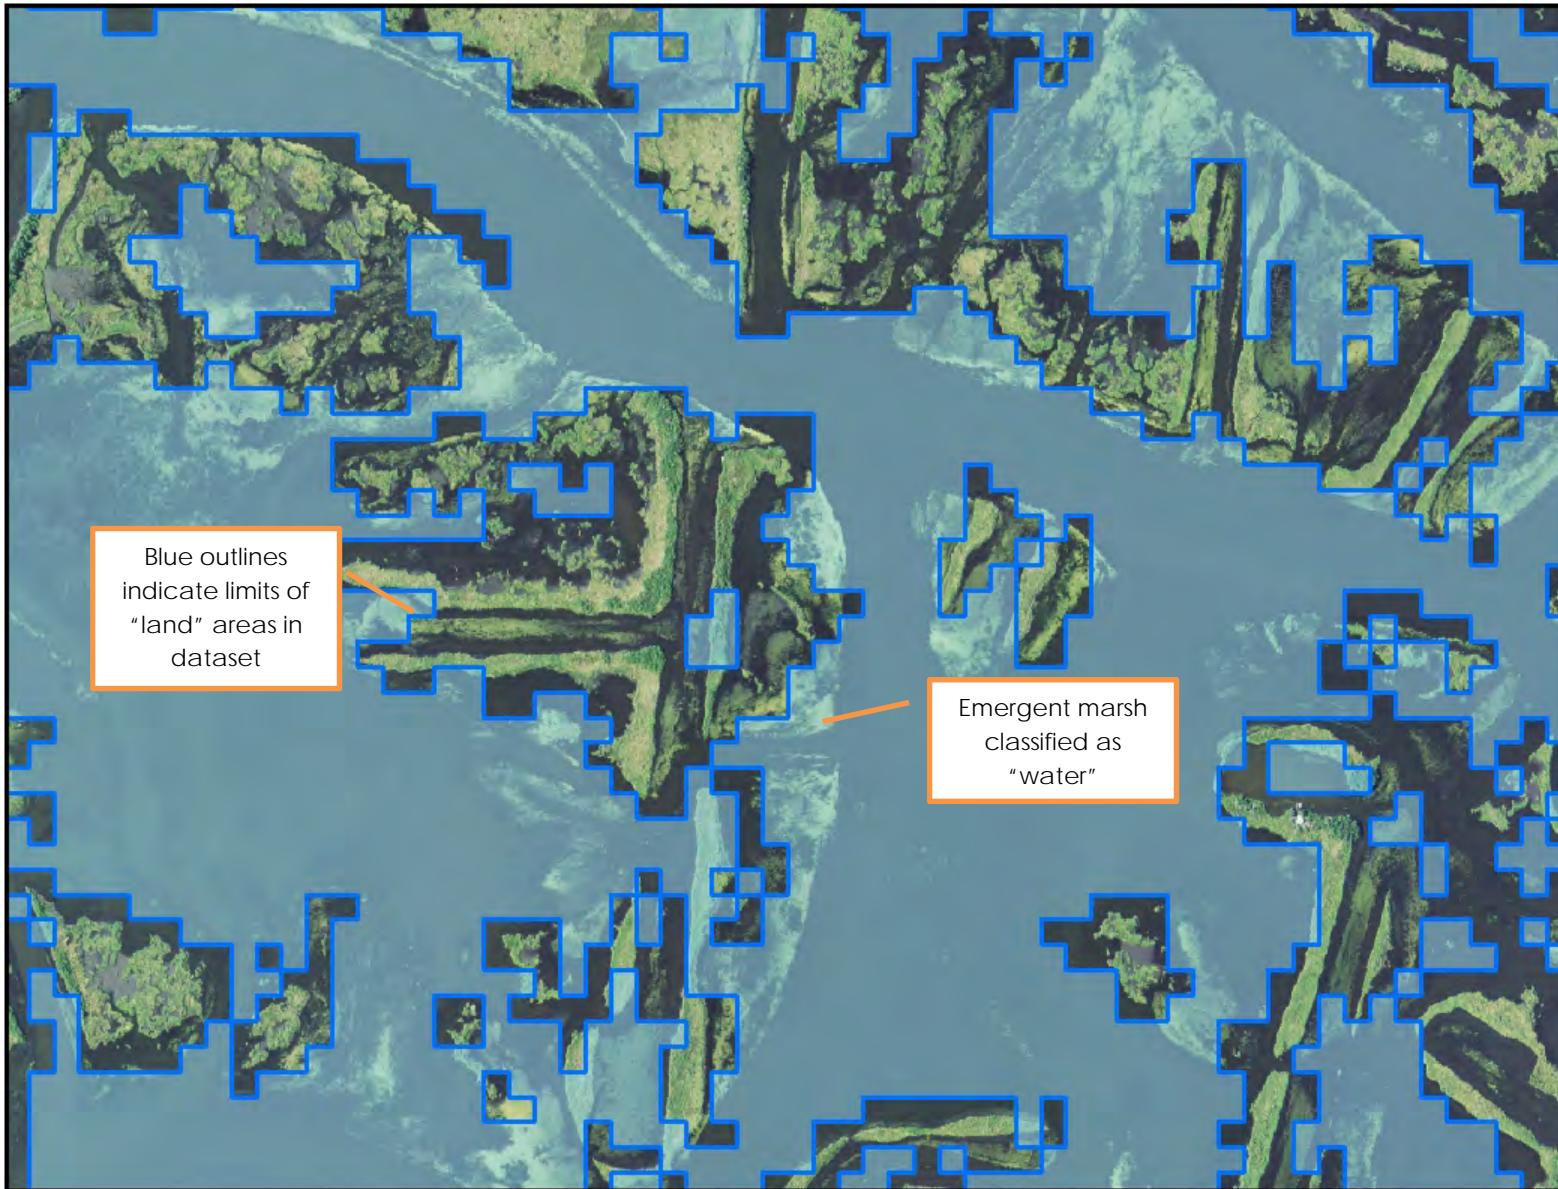 Blue outlines
indicate limits of
“land” areas in
dataset
Emergent marsh
classified as
“water”